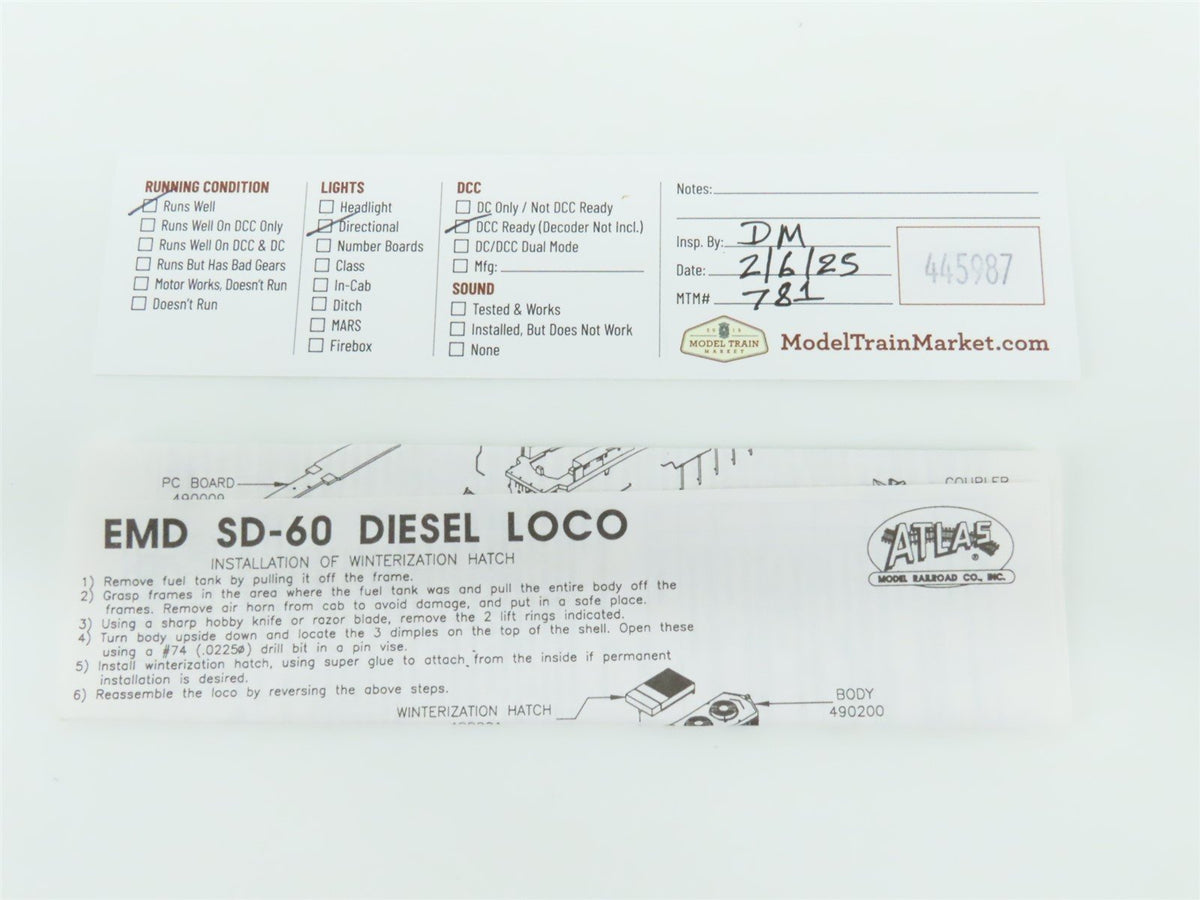 RUNNING CONDITION
Runs Well
Runs Well On DCC Only
Runs Well On DCC & DC
Runs But Has Bad Gears
Motor Works, Doesn't Run
Doesn't Run
LIGHTS
Headlight
Directional
Number Boards
Class
In-Cab
Ditch
MARS
Firebox
DCC
DC Only / Not DCC Ready
DCC Ready (Decoder Not Incl.)
DC/DCC Dual Mode
Mfg:
SOUND
Tested & Works
Installed, But Does Not Work
None
Notes:
Insp. By: DM
Date: 2/6/25
MTM# 781
445987
MODEL TRAIN
MARKET
ModelTrainMarket.com
PC BOARD
490009
COUPLER
EMD SD-60 DIESEL LOCO
INSTALLATION OF WINTERIZATION HATCH
1) Remove fuel tank by pulling it off the frame.
2) Grasp frames in the area where the fuel tank was and pull the entire body off the
frames. Remove air horn from cab to avoid damage, and put in a safe place.
3) Using a sharp hobby knife or razor blade, remove the 2 lift rings indicated.
4) Turn body upside down and locate the 3 dimples on the top of the shell. Open these
using a #74 (.0225ø) drill bit in a pin vise.
5) Install winterization hatch, using super glue to attach from the inside if permanent
installation is desired.
6) Reassemble the loco by reversing the above steps.
ATLAS
®
MODEL RAILROAD CO., INC.
WINTERIZATION HATCH
BODY
490200